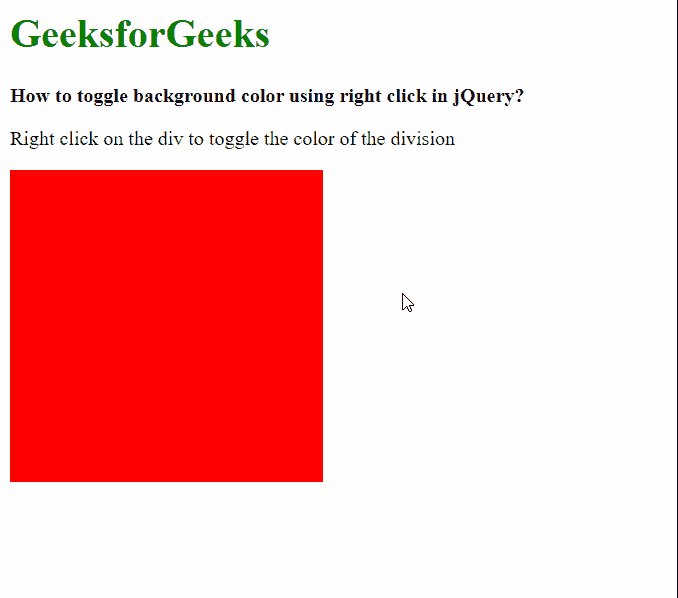 GeeksforGeeks
How to toggle background color using right click in jQuery?
Right click on the div to toggle the color of the division